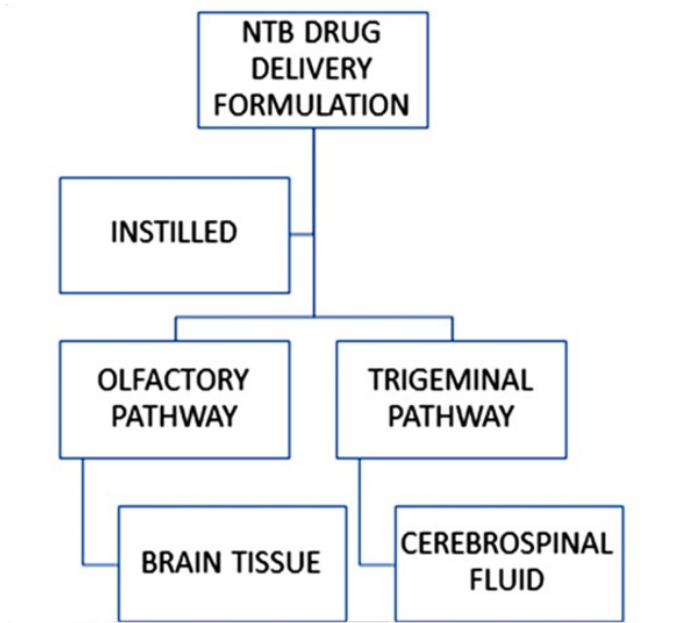 NTB DRUG
DELIVERY
FORMULATION
INSTILLED
OLFACTORY
PATHWAY
TRIGEMINAL
PATHWAY
BRAIN TISSUE
CEREBROSPINAL
FLUID